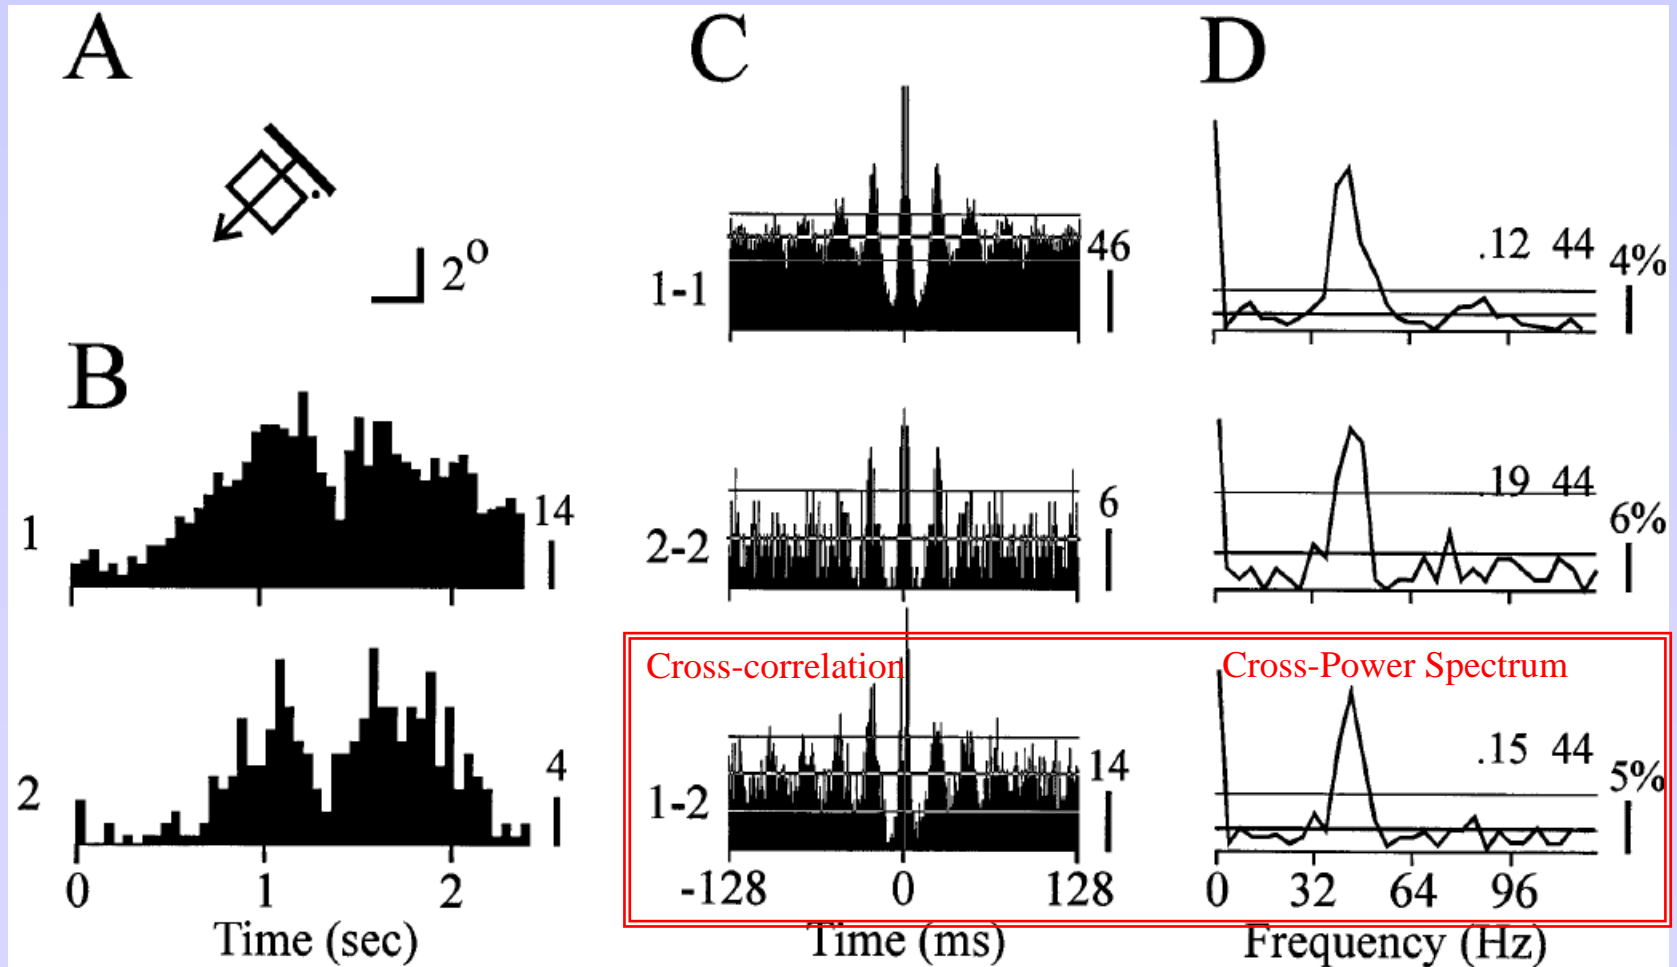 A
2°
B
1
14
2
4
0 1 2
Time (sec)
C
1-1
46
2-2
6
Cross-correlation
1-2
14
-128 0 128
Time (ms)
D
.12 44
4%
.19 44
6%
Cross-Power Spectrum
.15 44
5%
0 32 64 96
Frequency (Hz)